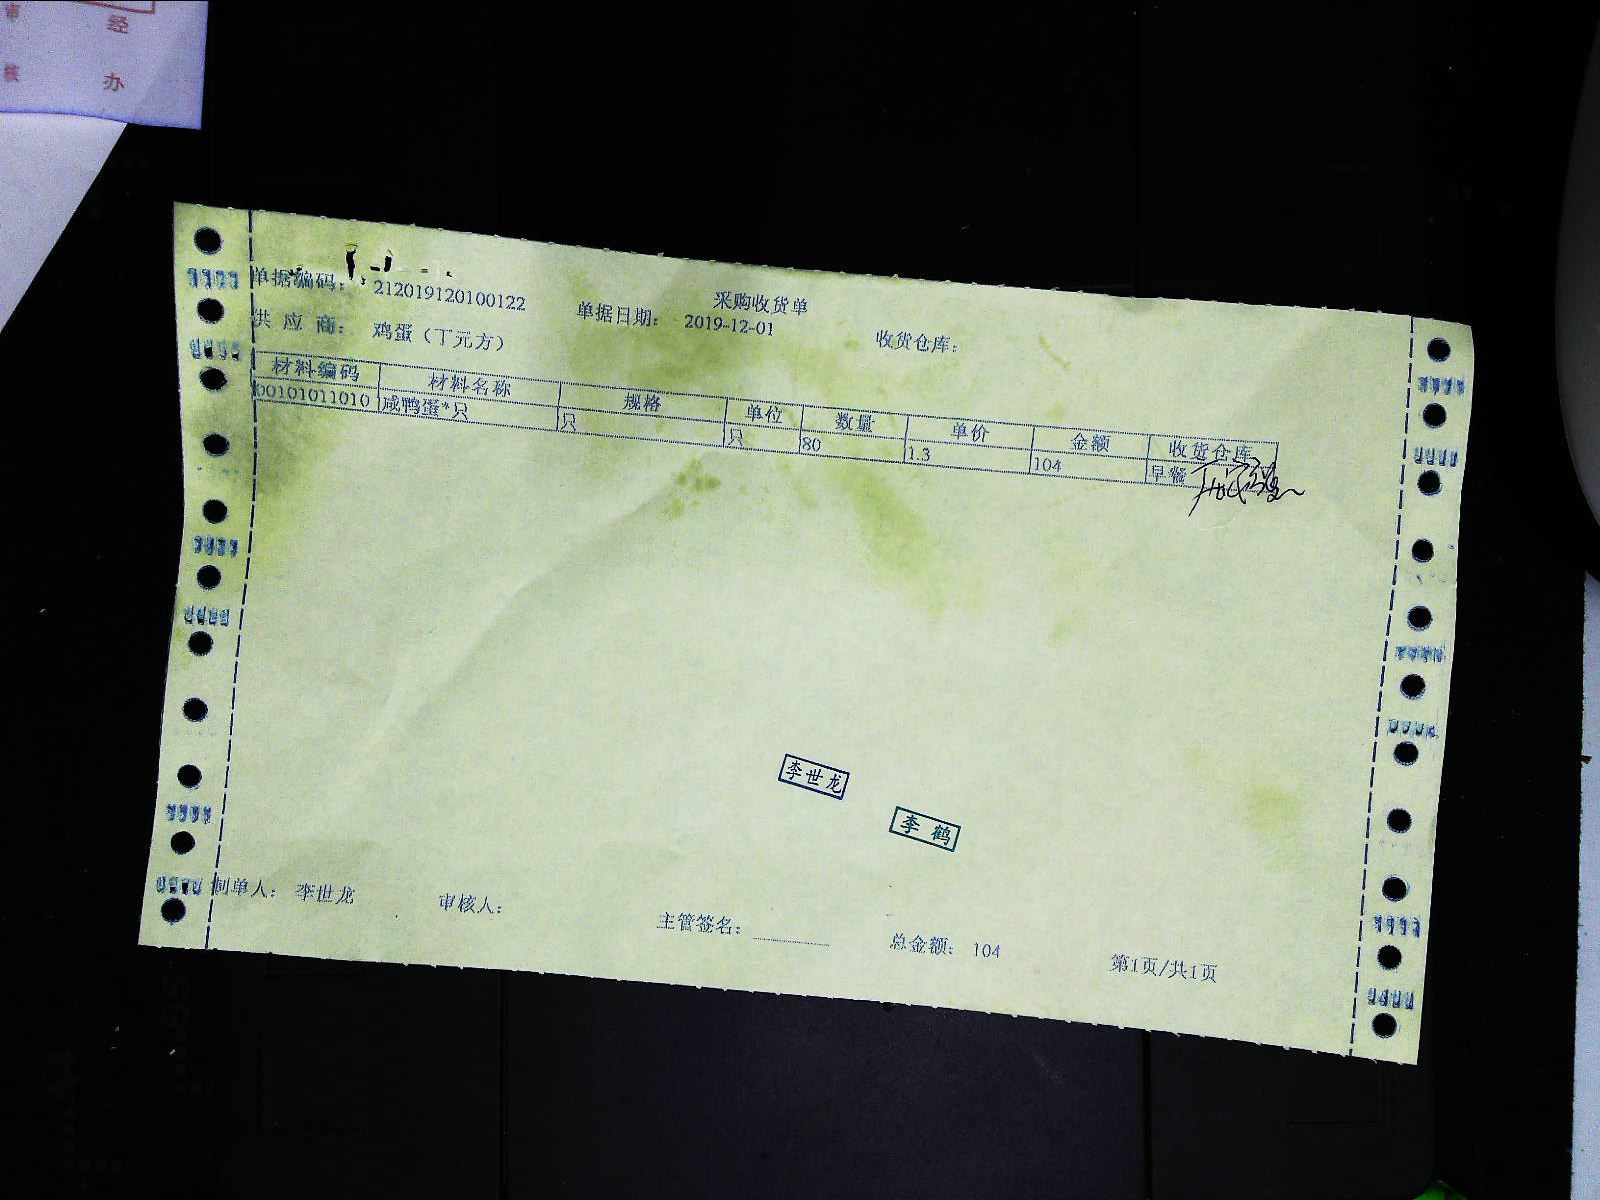 经
办
采购收货单
单据编码: 212019120100122 单据日期: 2019-12-01 收货仓库:
供应商: 鸡蛋(丁元方)
材料编码 材料名称 规格 单位 数量 单价 金额 收货仓库
00101011010 咸鸭蛋*只 只 只 80 1.3 104 早餐
李世龙
李鹤
制单人: 李世龙 审核人: 主管签名: 总金额: 104 第1页/共1页